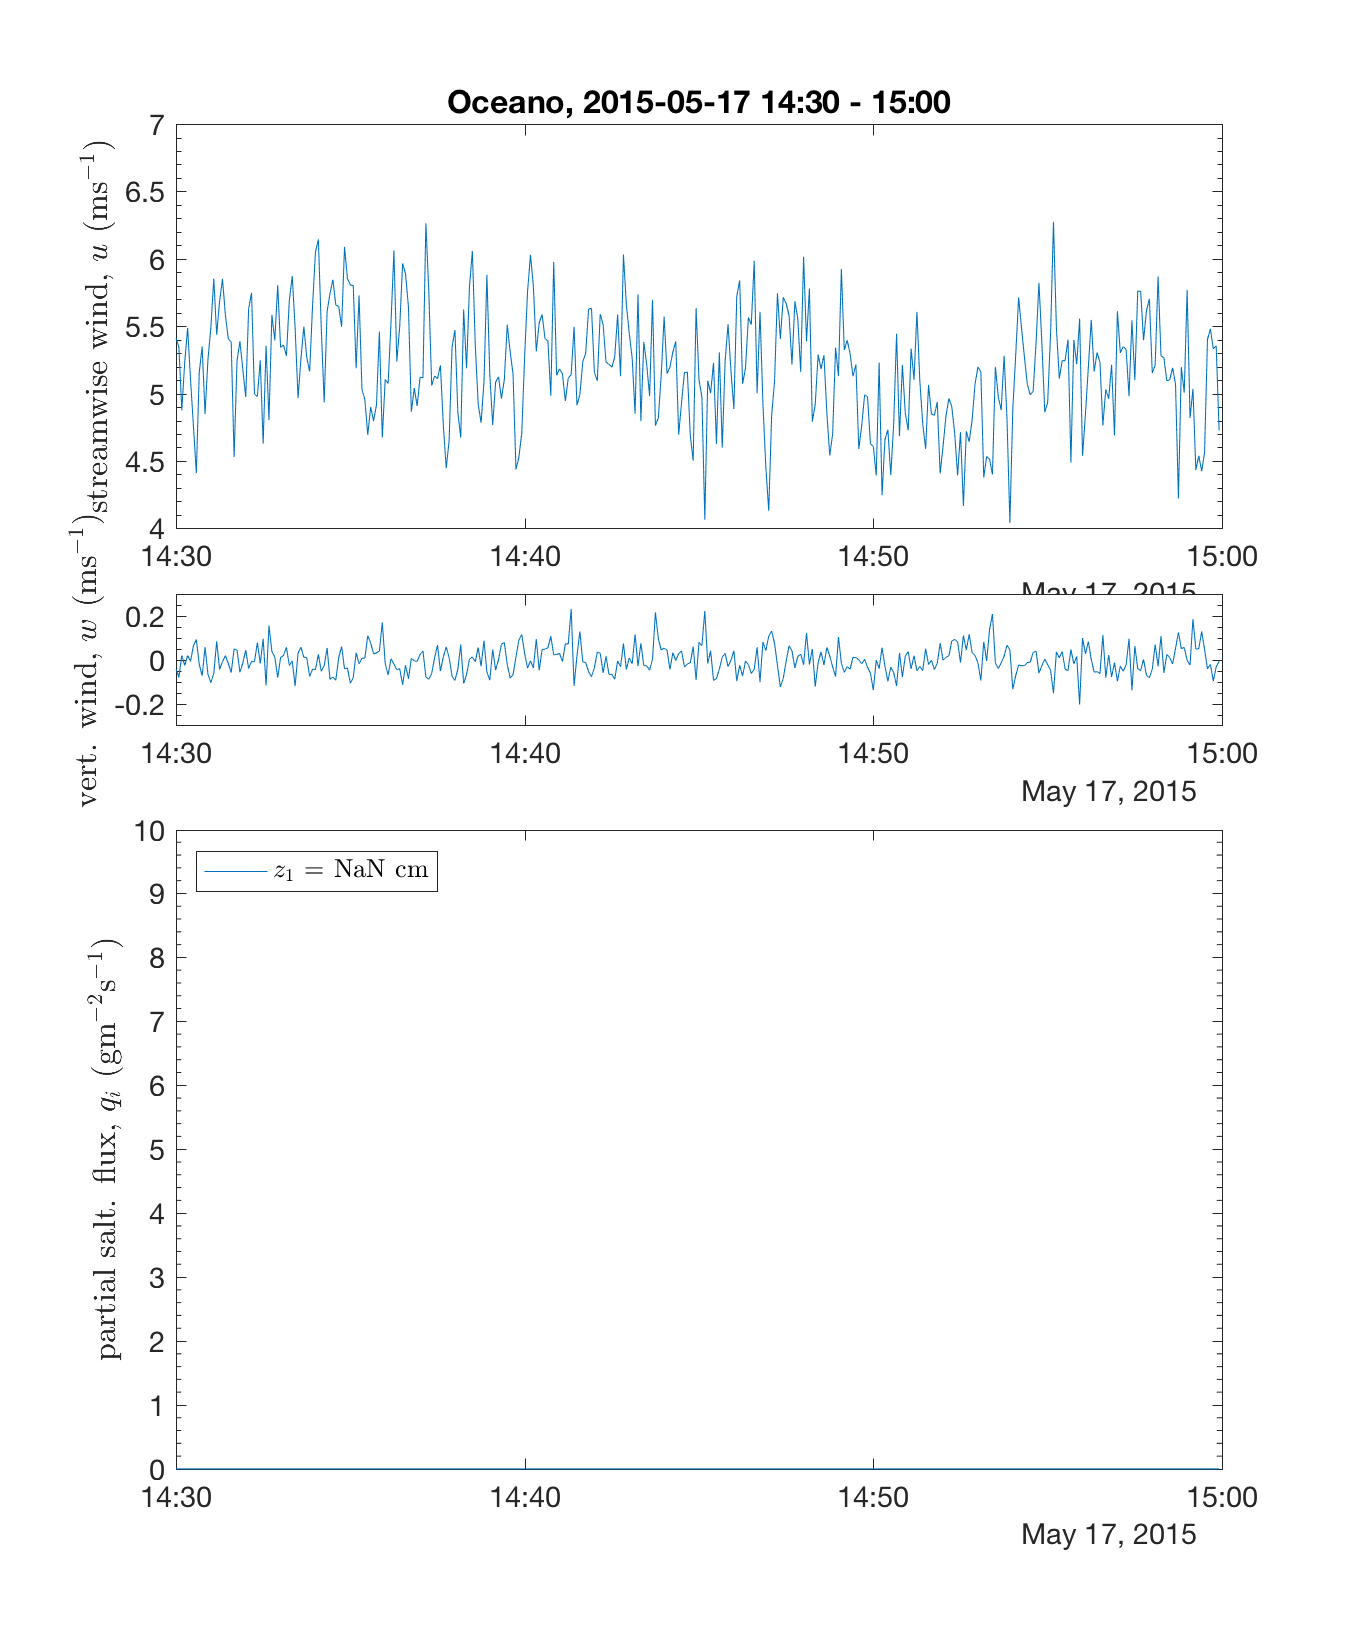 Oceano, 2015-05-17 14:30 - 15:00
streamwise wind, u (ms⁻¹)
7
6.5
6
5.5
5
4.5
4
14:30 14:40 14:50 15:00
May 17, 2015
vert. wind, w (ms⁻¹)
0.2
0
-0.2
14:30 14:40 14:50 15:00
May 17, 2015
partial salt. flux, qᵢ (gm⁻²s⁻¹)
10
9
8
7
6
5
4
3
2
1
0
z₁ = NaN cm
14:30 14:40 14:50 15:00
May 17, 2015